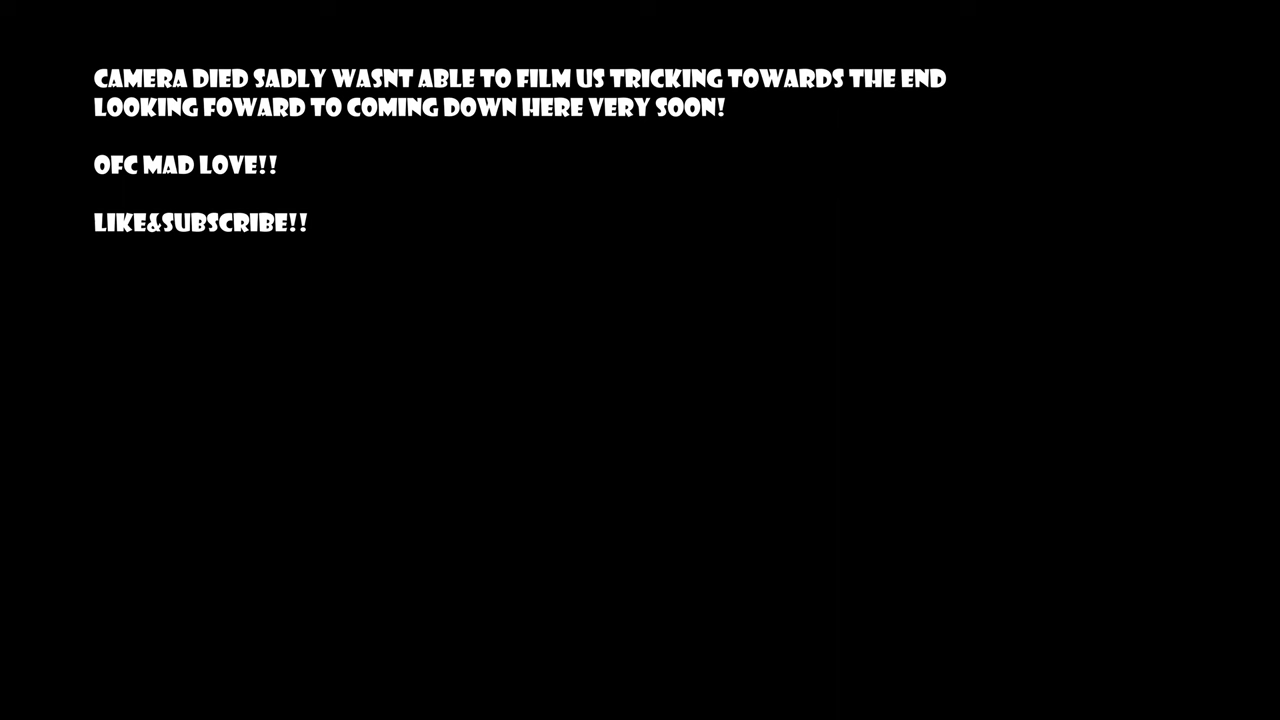 CAMERA DIED SADLY WASNT ABLE TO FILM US TRICKING TOWARDS THE END
LOOKING FOWARD TO COMING DOWN HERE VERY SOON!
OFC MAD LOVE!!
LIKE&SUBSCRIBE!!